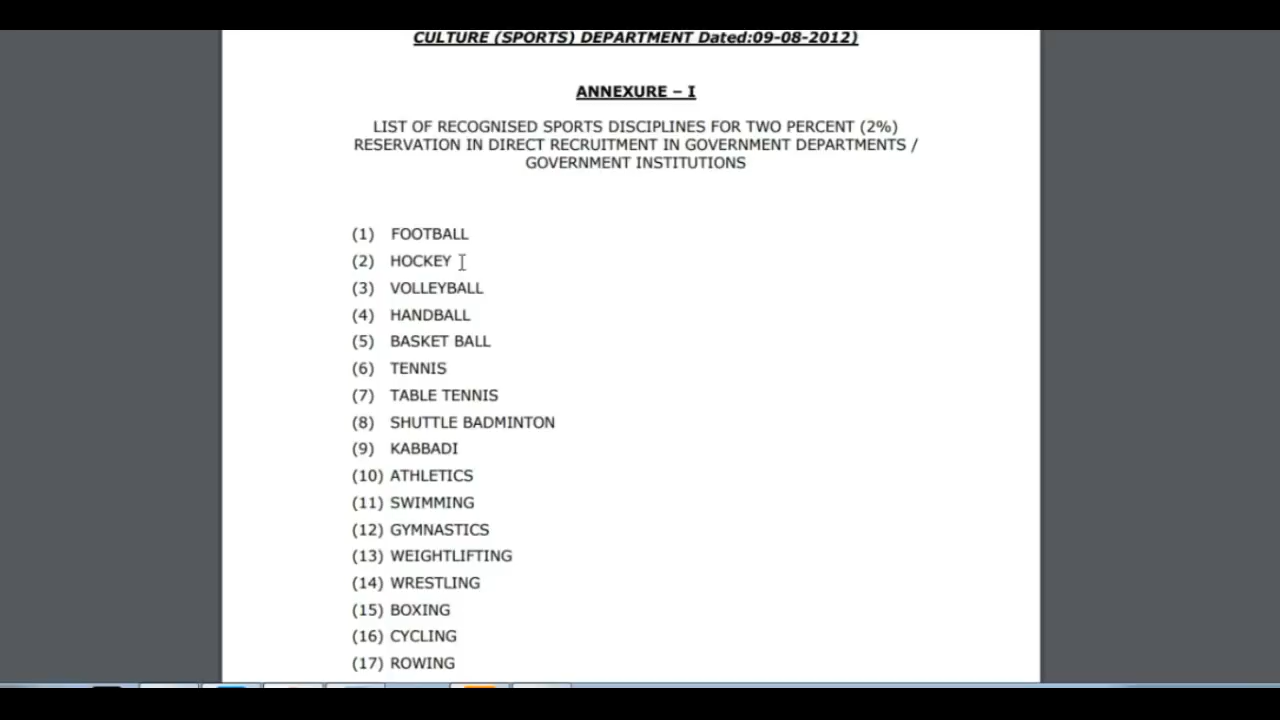 CULTURE (SPORTS) DEPARTMENT Dated:09-08-2012)
ANNEXURE – I
LIST OF RECOGNISED SPORTS DISCIPLINES FOR TWO PERCENT (2%)
RESERVATION IN DIRECT RECRUITMENT IN GOVERNMENT DEPARTMENTS /
GOVERNMENT INSTITUTIONS
(1) FOOTBALL
(2) HOCKEY
(3) VOLLEYBALL
(4) HANDBALL
(5) BASKET BALL
(6) TENNIS
(7) TABLE TENNIS
(8) SHUTTLE BADMINTON
(9) KABBADI
(10) ATHLETICS
(11) SWIMMING
(12) GYMNASTICS
(13) WEIGHTLIFTING
(14) WRESTLING
(15) BOXING
(16) CYCLING
(17) ROWING